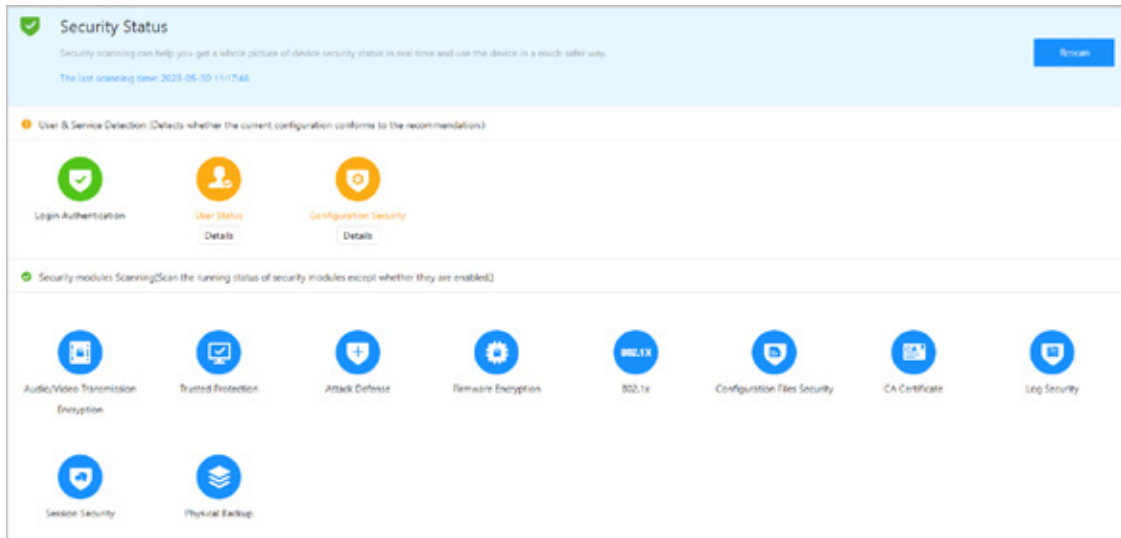 Security Status
Security scanning can help you get a whole picture of device security status in real time and use the device in a much safer way.
Rescan
The last scanning time: 2023-05-30 11:17:46
User & Service Detection (Detects whether the current configuration conforms to the recommendation.)
Login Authentication
User Status
Configuration Security
Details
Details
Security modules Scanning(Scan the running status of security modules except whether they are enabled.)
802.1X
Audio/Video Transmission
Encryption
Trusted Protection
Attack Defense
Firmware Encryption
802.1x
Configuration Files Security
CA Certificate
Log Security
Session Security
Physical Backup